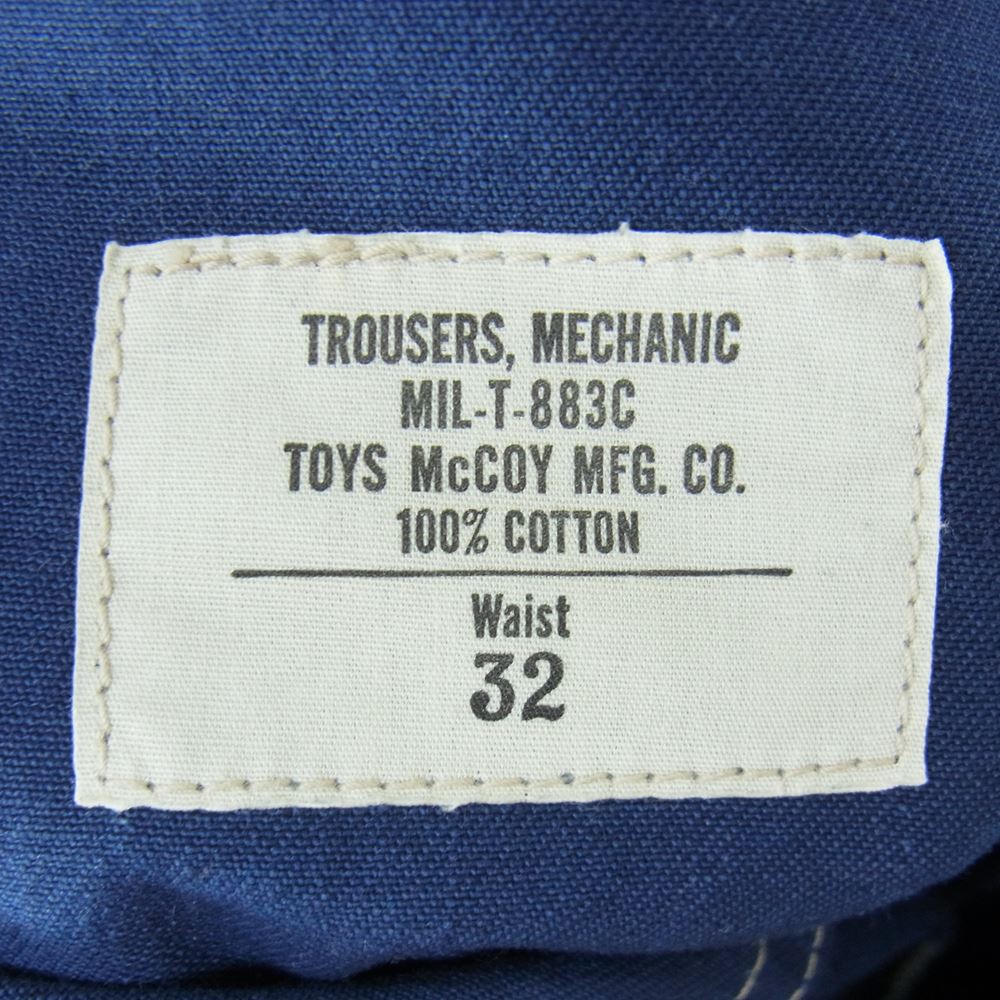 TROUSERS, MECHANIC
MIL-T-883C
TOYS McCOY MFG. CO.
100% COTTON
Waist
32